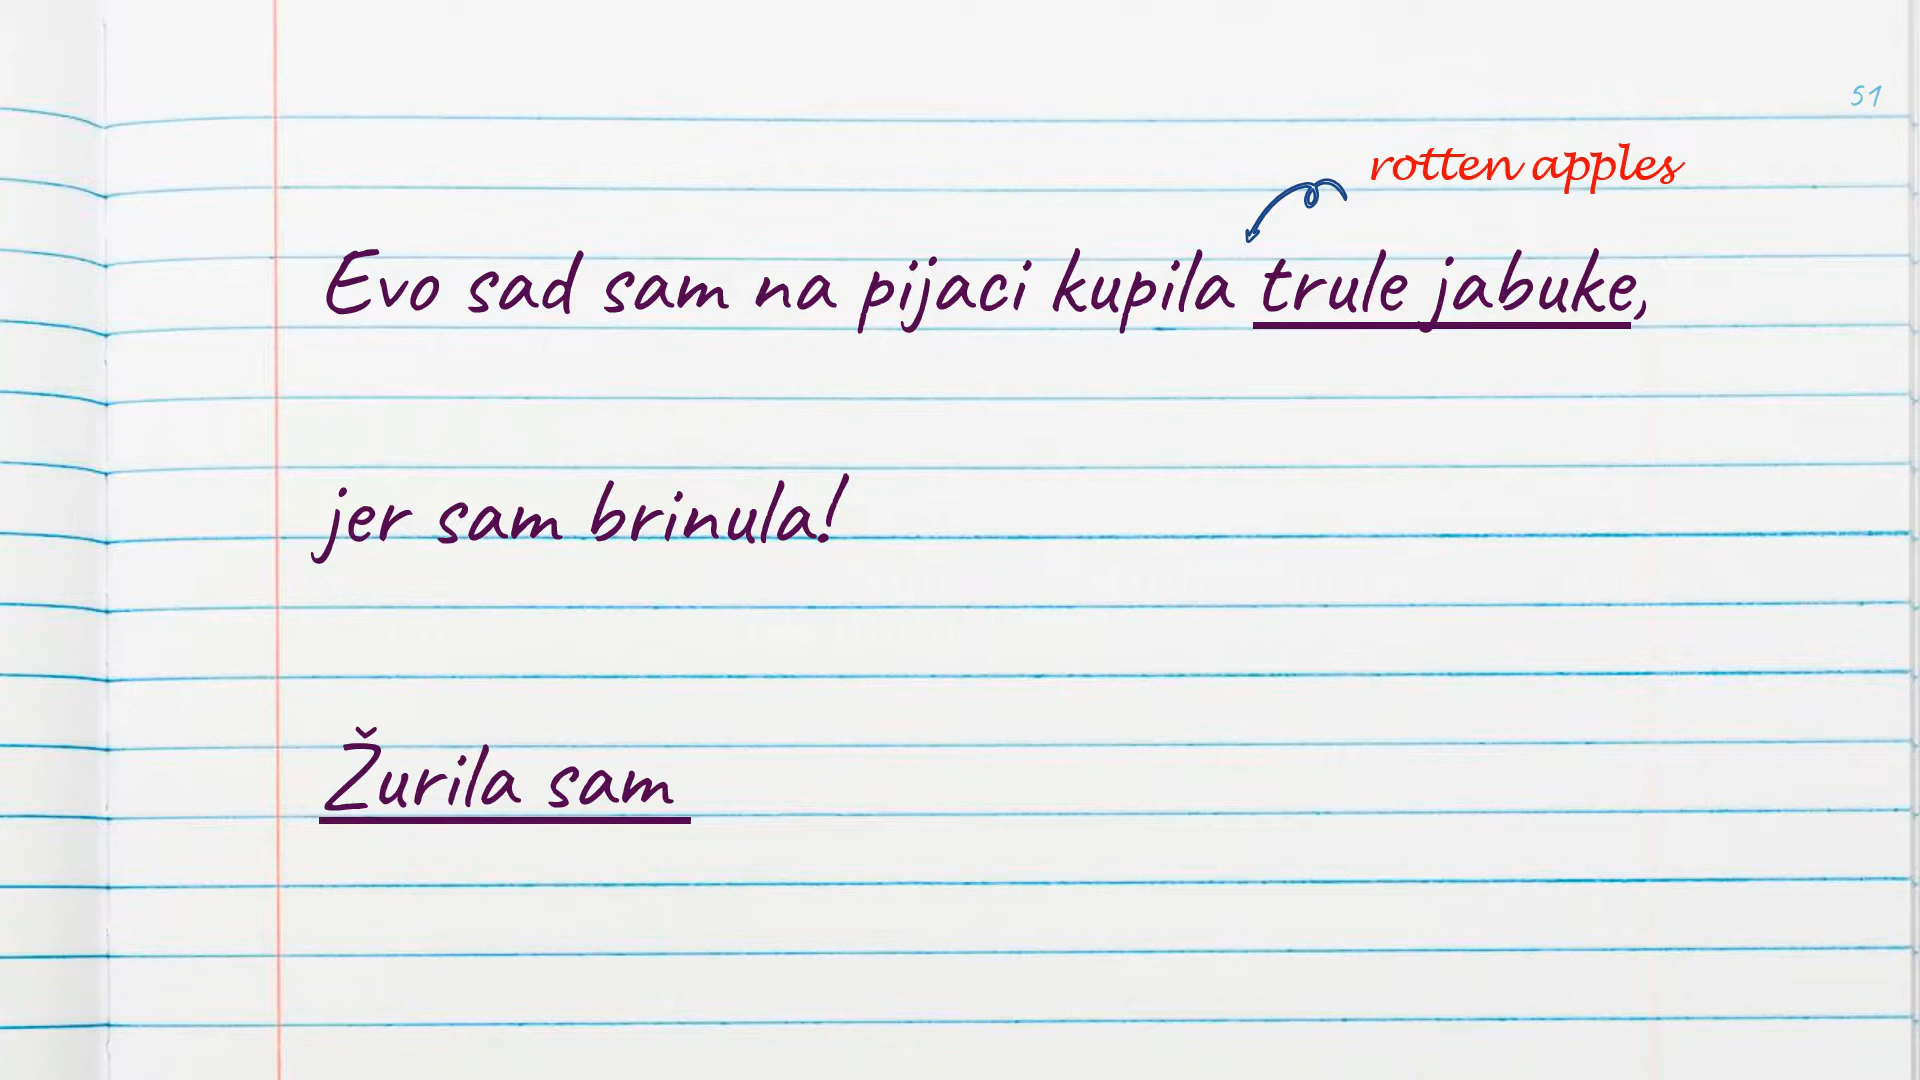 51
rotten apples
Evo sad sam na pijaci kupila trule jabuke,
jer sam brinula!
Žurila sam